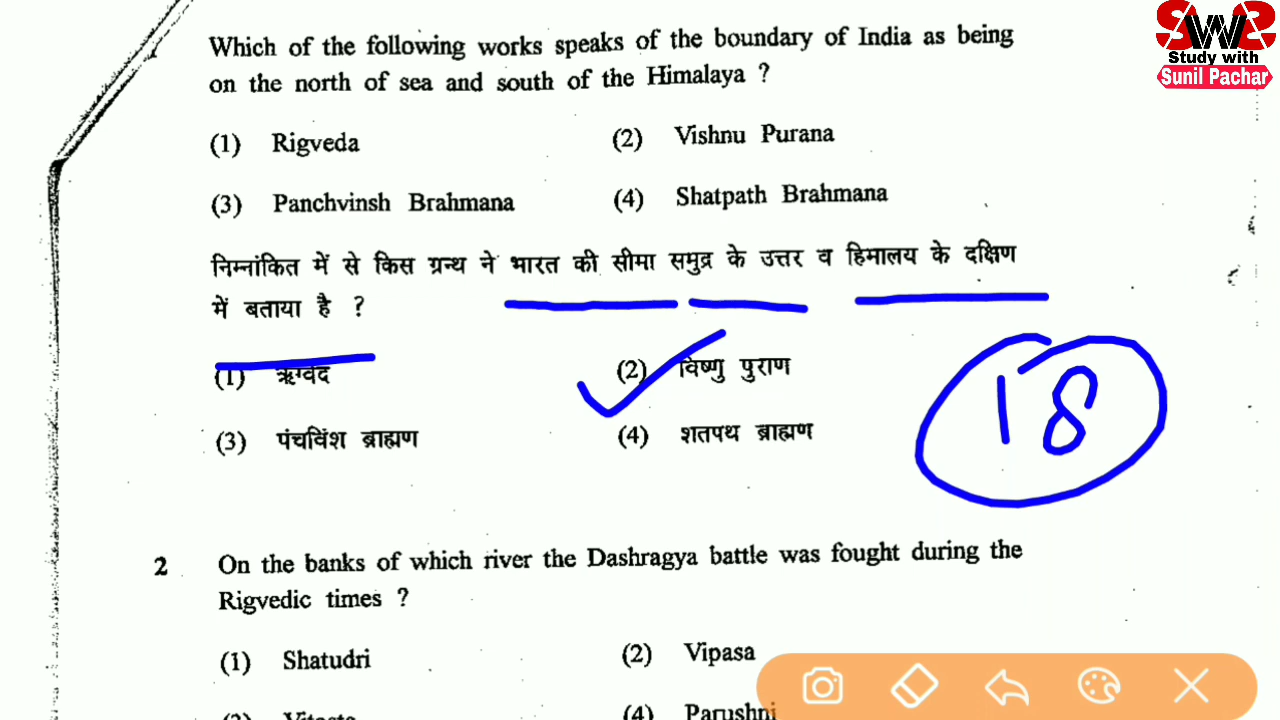 SWS
Study with
Sunil Pachar
Which of the following works speaks of the boundary of India as being
on the north of sea and south of the Himalaya ?
(1) Rigveda (2) Vishnu Purana
(3) Panchvinsh Brahmana (4) Shatpath Brahmana
निम्नांकित में से किस ग्रन्थ ने भारत की सीमा समुद्र के उत्तर व हिमालय के दक्षिण
में बताया है ?
(1) ऋग्वेद (2) विष्णु पुराण
18
(3) पंचविंश ब्राह्मण (4) शतपथ ब्राह्मण
2 On the banks of which river the Dashragya battle was fought during the
Rigvedic times ?
(1) Shatudri (2) Vipasa
(4) Parushni